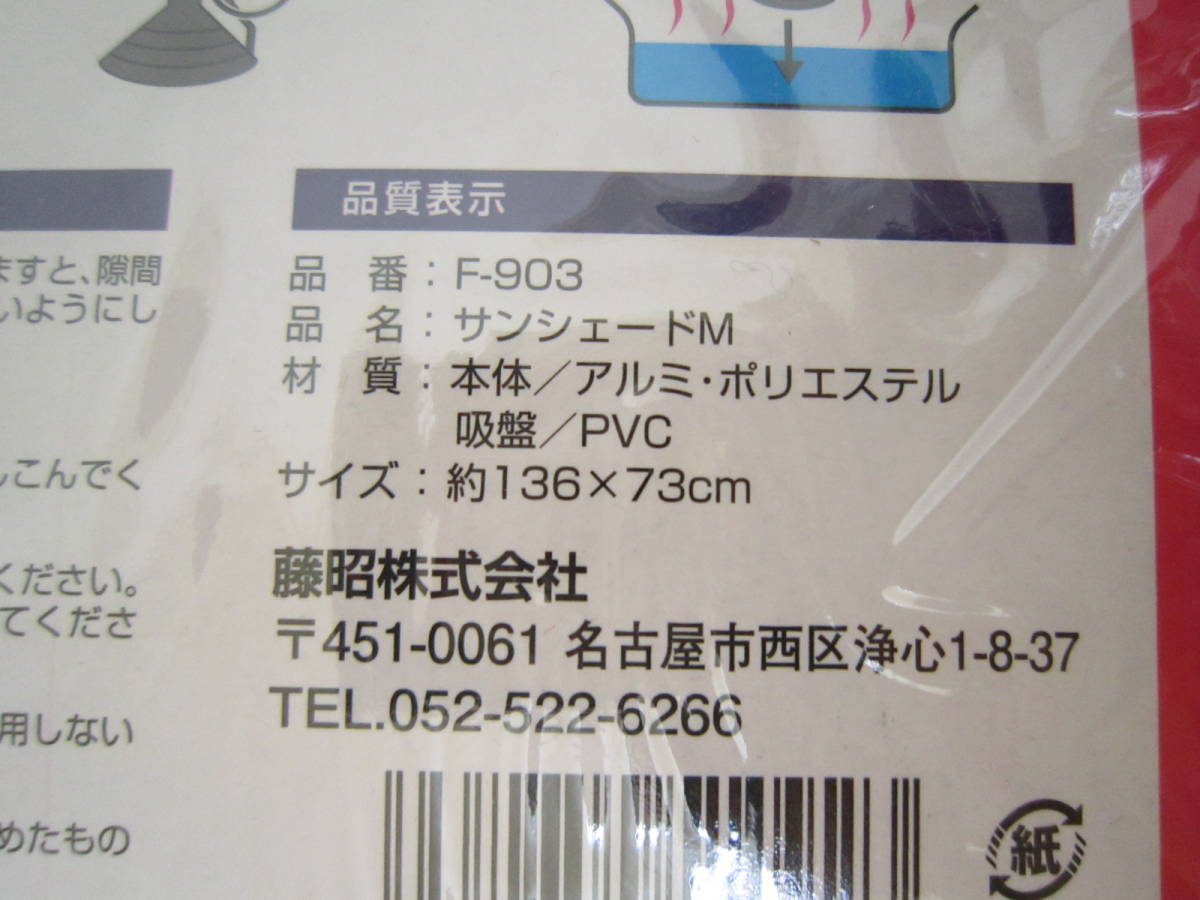 ますと、隙間
いようにし
んこんでく
ください。
てくださ
用しない
めたもの
品質表示
品　番：F-903
品　名：サンシェードM
材　質：本体／アルミ・ポリエステル
吸盤／PVC
サイズ：約136×73cm
藤昭株式会社
〒451-0061 名古屋市西区浄心1-8-37
TEL.052-522-6266
紙